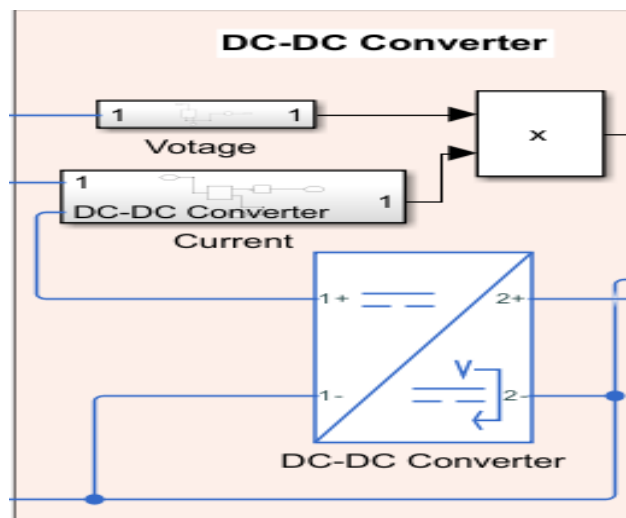 DC-DC Converter
1 1
Votage
x
1
DC-DC Converter 1
Current
1+ 2+
V
1- 2-
DC-DC Converter